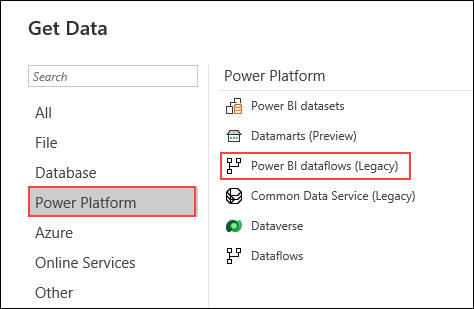 Get Data
Search
All
File
Database
Power Platform
Azure
Online Services
Other
Power Platform
Power BI datasets
Datamarts (Preview)
Power BI dataflows (Legacy)
Common Data Service (Legacy)
Dataverse
Dataflows